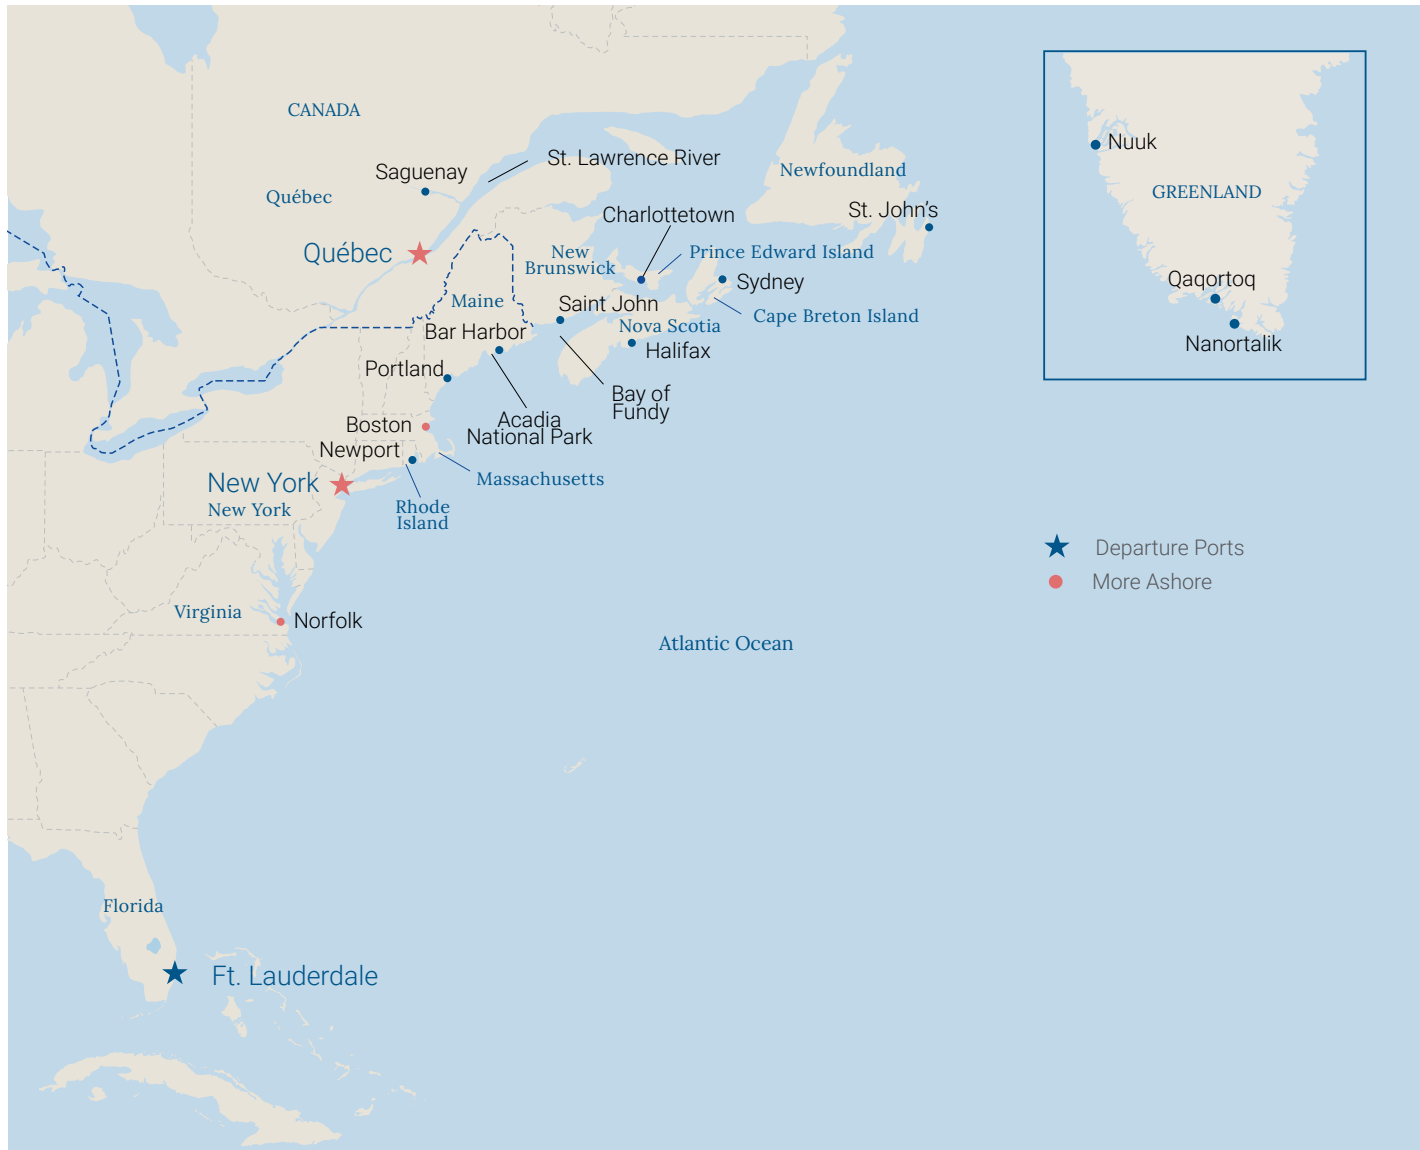 CANADA
Saguenay
St. Lawrence River
Québec
Newfoundland
Charlottetown
St. John’s
Québec
New
Brunswick
Prince Edward Island
Sydney
Maine
Saint John
Cape Breton Island
Nova Scotia
Bar Harbor
Halifax
Portland
Bay of
Fundy
Acadia
National Park
Boston
Newport
Massachusetts
New York
New York
Rhode
Island
Virginia
Norfolk
Atlantic Ocean
Florida
Ft. Lauderdale
Nuuk
GREENLAND
Qaqortoq
Nanortalik
Departure Ports
More Ashore